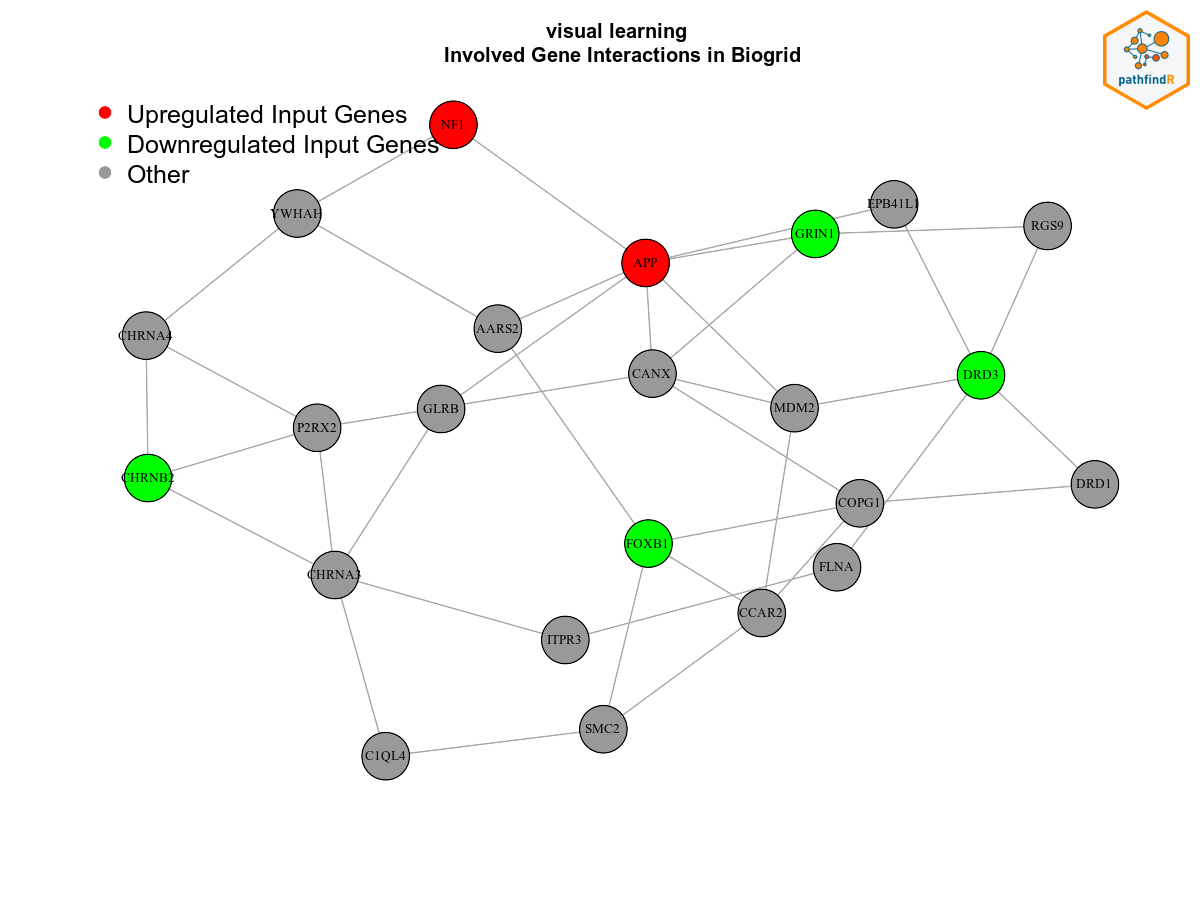 visual learning
Involved Gene Interactions in Biogrid
pathfindR
Upregulated Input Genes
Downregulated Input Genes
Other
NF1
YWHAH
EPB41L1
GRIN1
RGS9
APP
CHRNA4
AARS2
CANX
DRD3
GLRB
MDM2
P2RX2
CHRNB2
DRD1
COPG1
FOXB1
FLNA
CHRNA3
CCAR2
ITPR3
SMC2
C1QL4